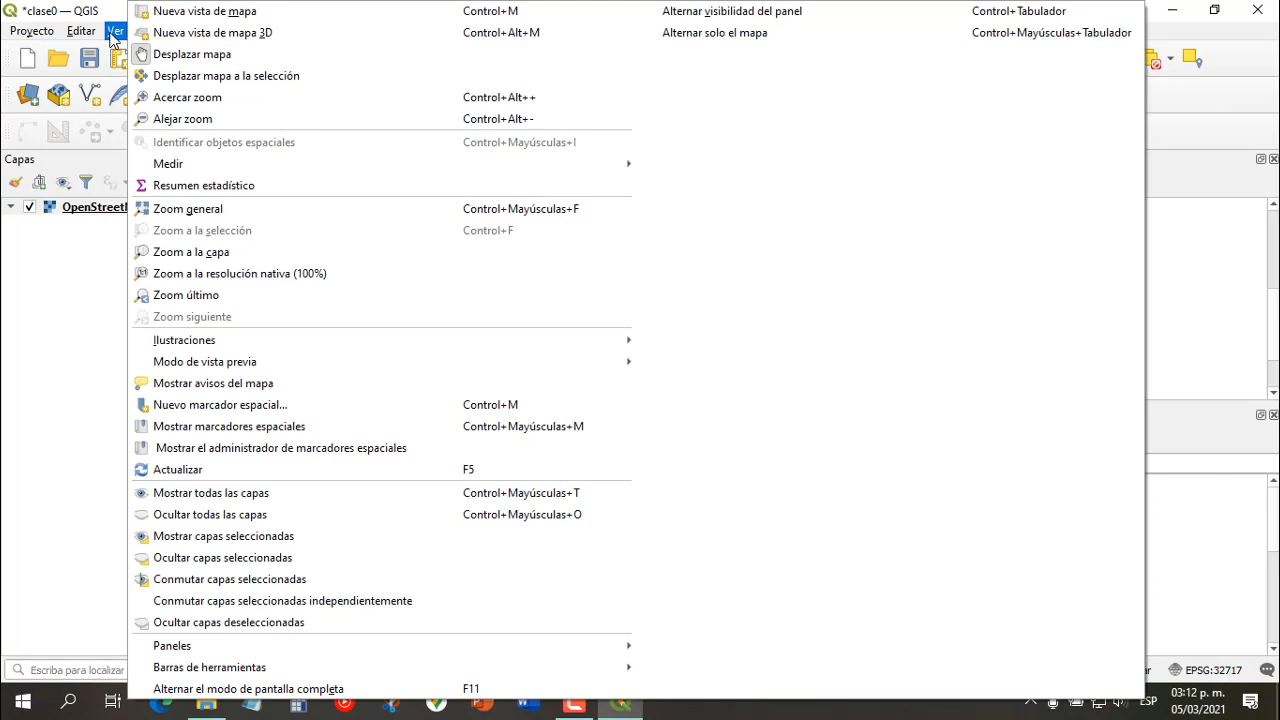 *clase0 — QGIS
Proyecto Editar Ver
Nueva vista de mapa Control+M
Nueva vista de mapa 3D Control+Alt+M
Desplazar mapa
Desplazar mapa a la selección
Acercar zoom Control+Alt++
Alejar zoom Control+Alt+-
Identificar objetos espaciales Control+Mayúsculas+I
Medir
Resumen estadístico
Zoom general Control+Mayúsculas+F
Zoom a la selección Control+F
Zoom a la capa
Zoom a la resolución nativa (100%)
Zoom último
Zoom siguiente
Ilustraciones
Modo de vista previa
Mostrar avisos del mapa
Nuevo marcador espacial... Control+M
Mostrar marcadores espaciales Control+Mayúsculas+M
Mostrar el administrador de marcadores espaciales
Actualizar F5
Mostrar todas las capas Control+Mayúsculas+T
Ocultar todas las capas Control+Mayúsculas+O
Mostrar capas seleccionadas
Ocultar capas seleccionadas
Conmutar capas seleccionadas
Conmutar capas seleccionadas independientemente
Ocultar capas deseleccionadas
Paneles
Barras de herramientas
Alternar el modo de pantalla completa F11
Alternar visibilidad del panel Control+Tabulador
Alternar solo el mapa Control+Mayúsculas+Tabulador
Capas
OpenStreetM
Escriba para localizar
ar EPSG:32717
ESP
03:12 p. m.
05/03/2021